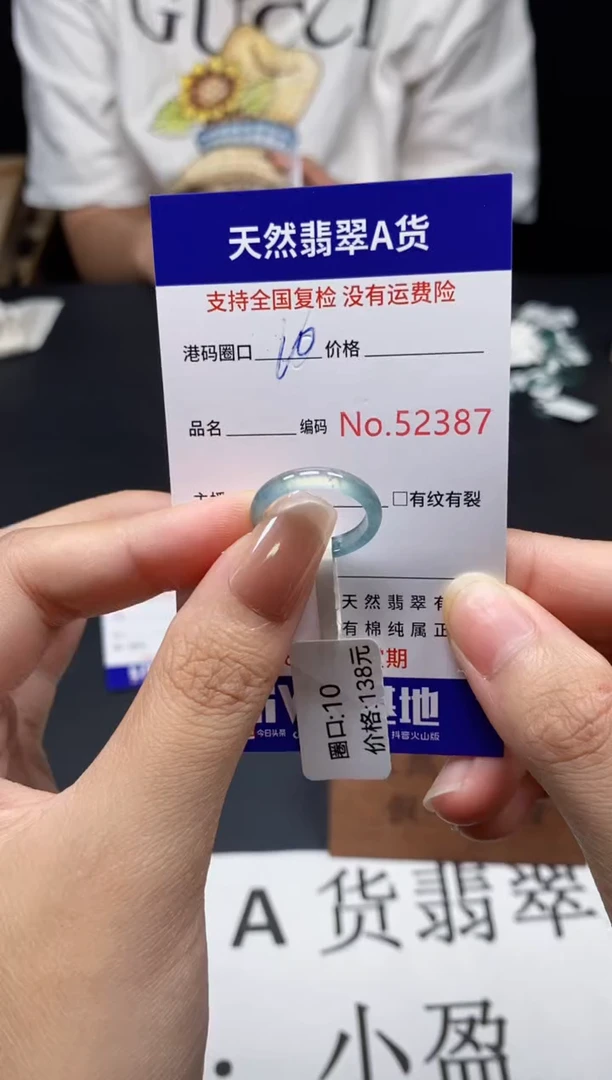 GUCCI
天然翡翠A货
支持全国复检 没有运费险
港码圈口 10 价格
品名 编码 No.52387
□有纹有裂
天然翡翠有
有棉纯属正
期
基地
今日头条 抖音火山版
圈口:10
价格:138元
A货翡翠
·小盈